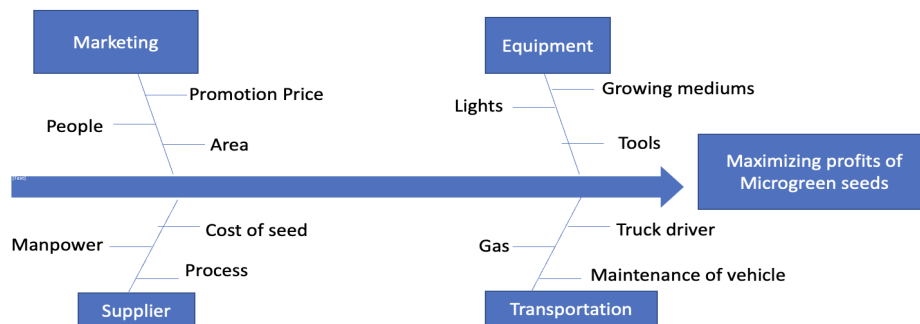 Marketing
Equipment
Promotion Price
Growing mediums
Lights
People
Area
Tools
Maximizing profits of
Microgreen seeds
Cost of seed
Truck driver
Manpower
Gas
Process
Maintenance of vehicle
Supplier
Transportation